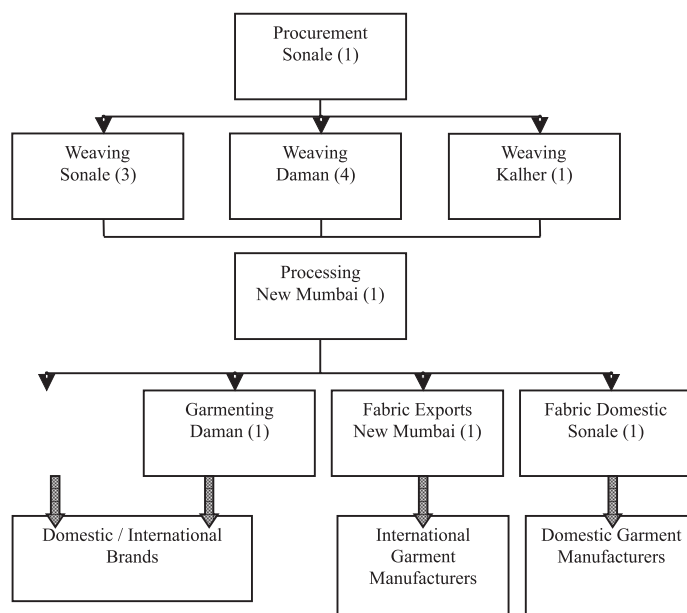 Procurement
Sonale (1)
Weaving
Sonale (3)
Weaving
Daman (4)
Weaving
Kalher (1)
Processing
New Mumbai (1)
Garmenting
Daman (1)
Fabric Exports
New Mumbai (1)
Fabric Domestic
Sonale (1)
Domestic / International
Brands
International
Garment
Manufacturers
Domestic Garment
Manufacturers